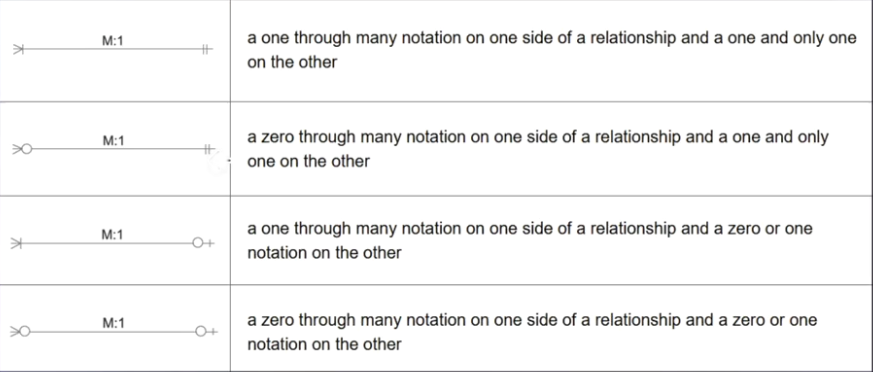 M:1
a one through many notation on one side of a relationship and a one and only one
on the other
M:1
a zero through many notation on one side of a relationship and a one and only
one on the other
M:1
a one through many notation on one side of a relationship and a zero or one
notation on the other
M:1
a zero through many notation on one side of a relationship and a zero or one
notation on the other